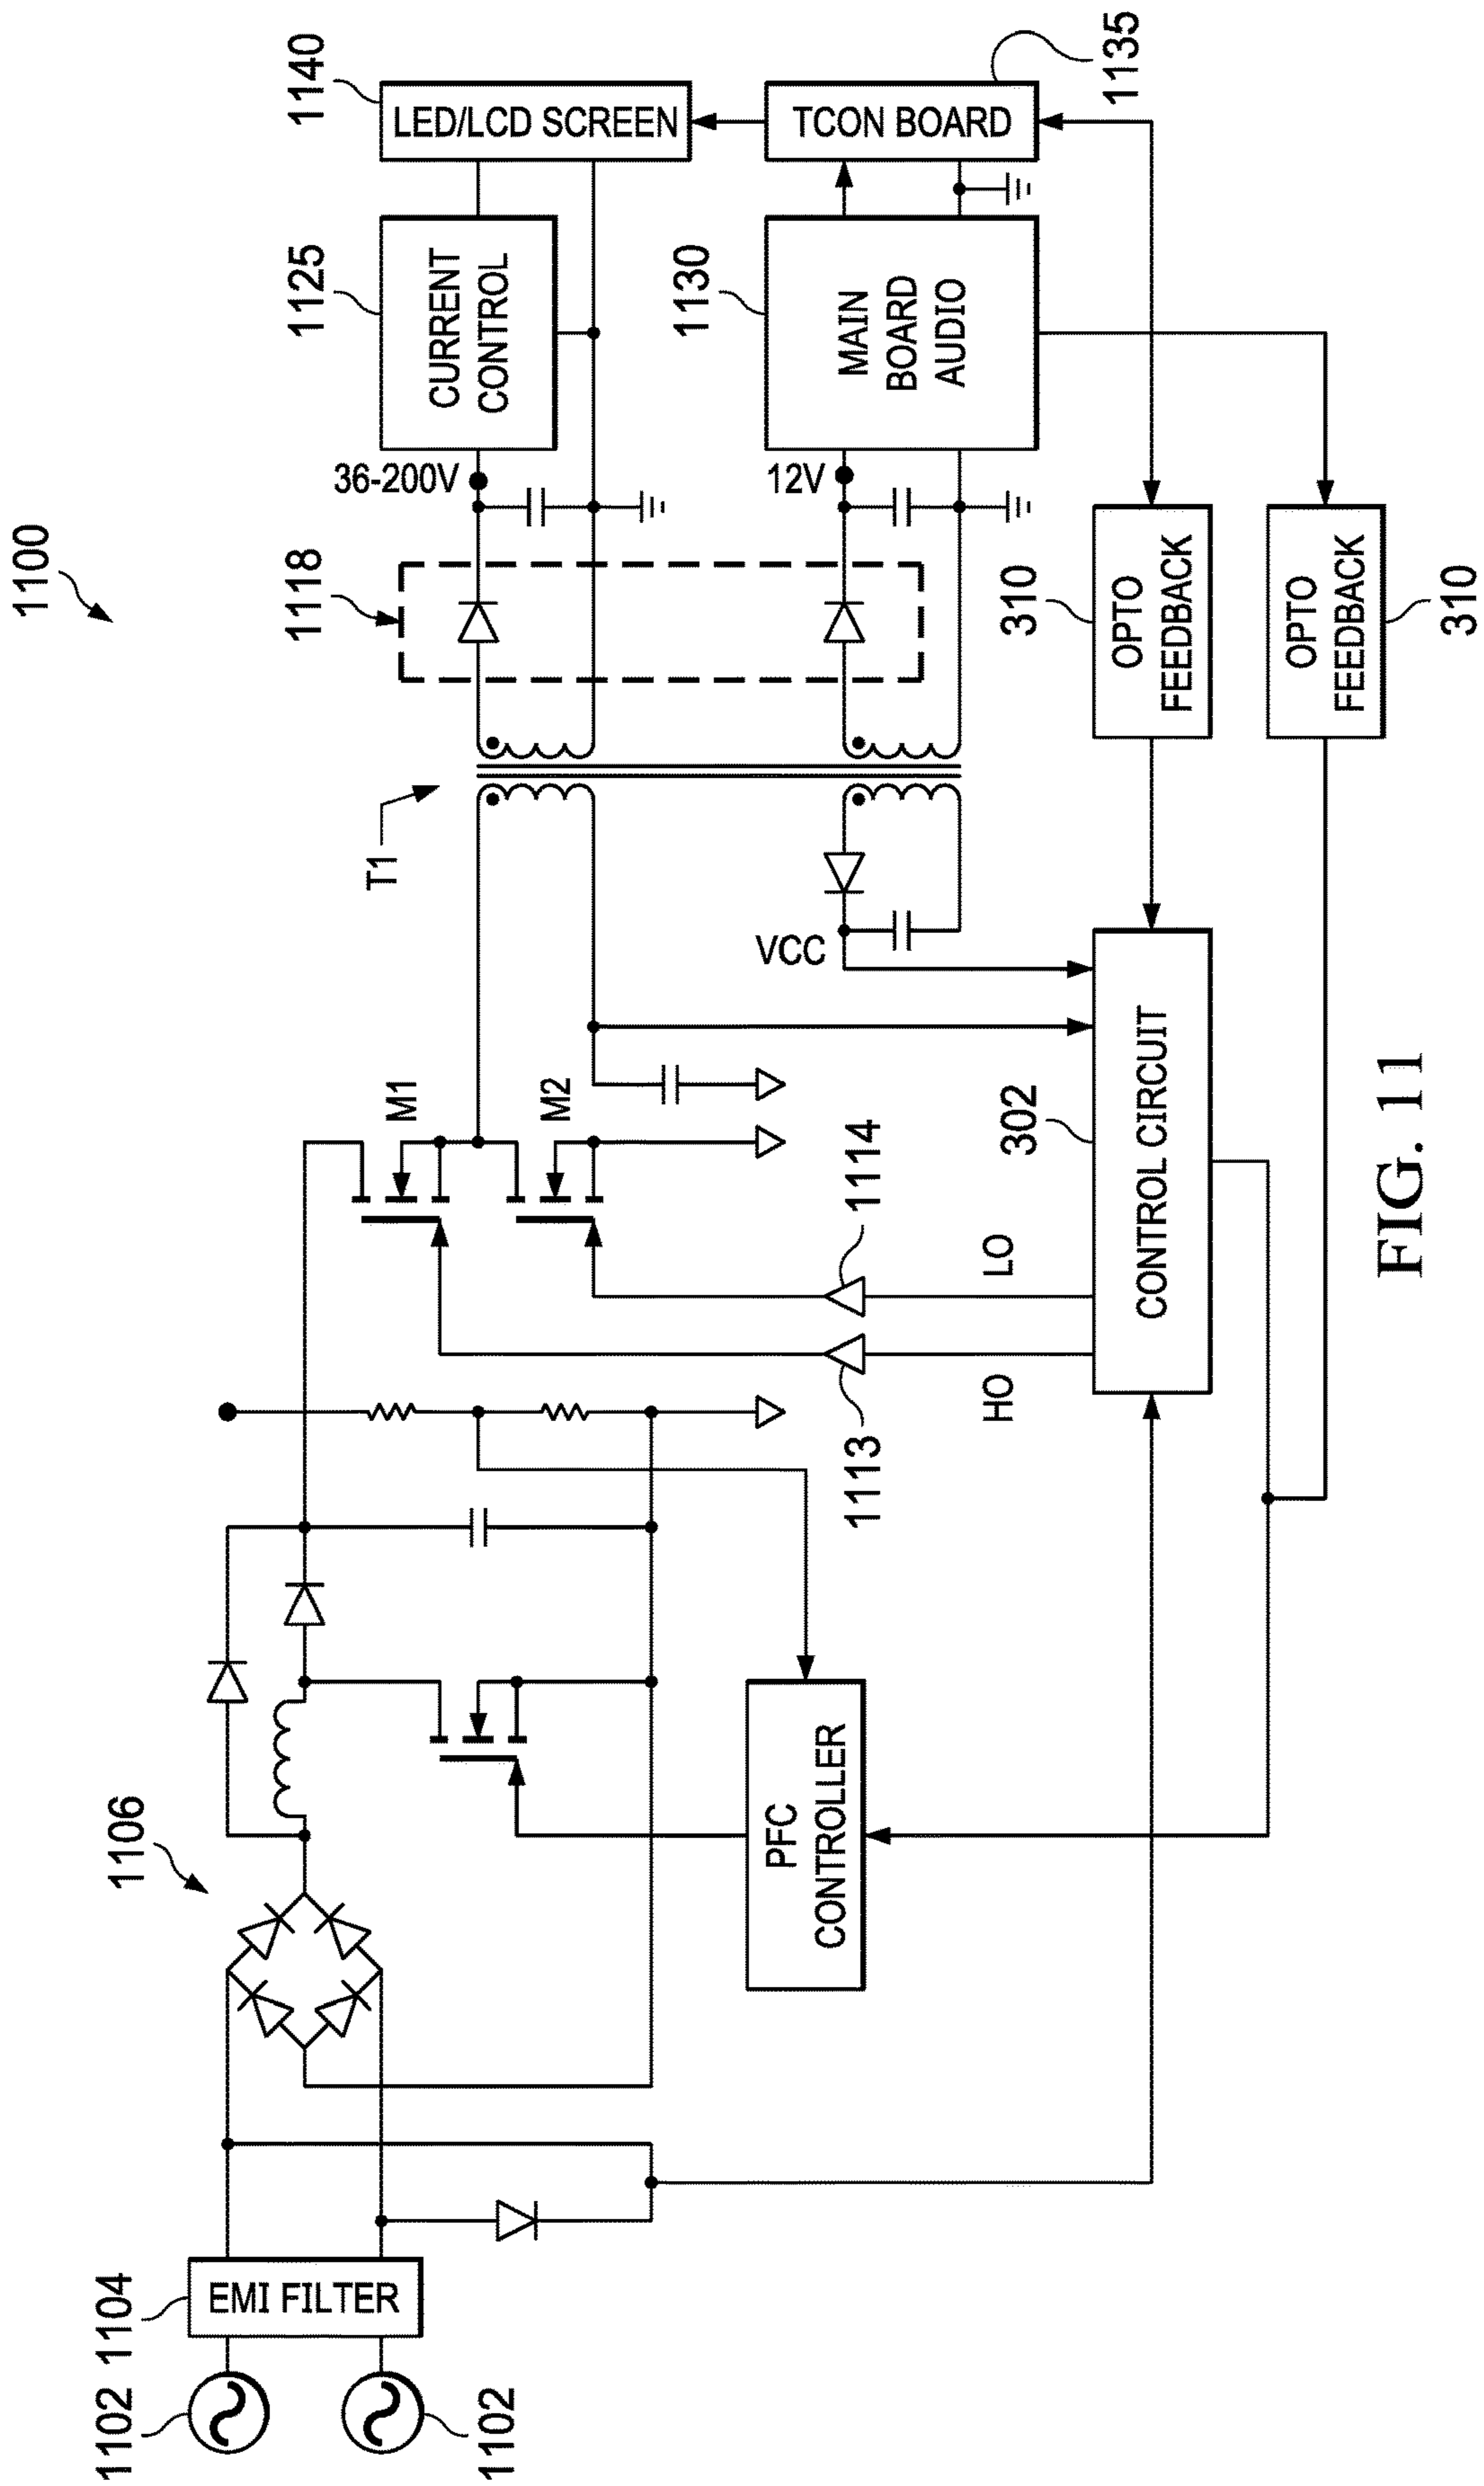 1100
1102
1102
1104
EMI FILTER
1106
PFC
CONTROLLER
1113
1114
HO
LO
M1
M2
302
CONTROL CIRCUIT
VCC
T1
1118
36-200V
12V
1125
CURRENT
CONTROL
1130
MAIN
BOARD
AUDIO
1140
LED/LCD SCREEN
TCON BOARD
1135
310
OPTO
FEEDBACK
OPTO
FEEDBACK
310
FIG. 11